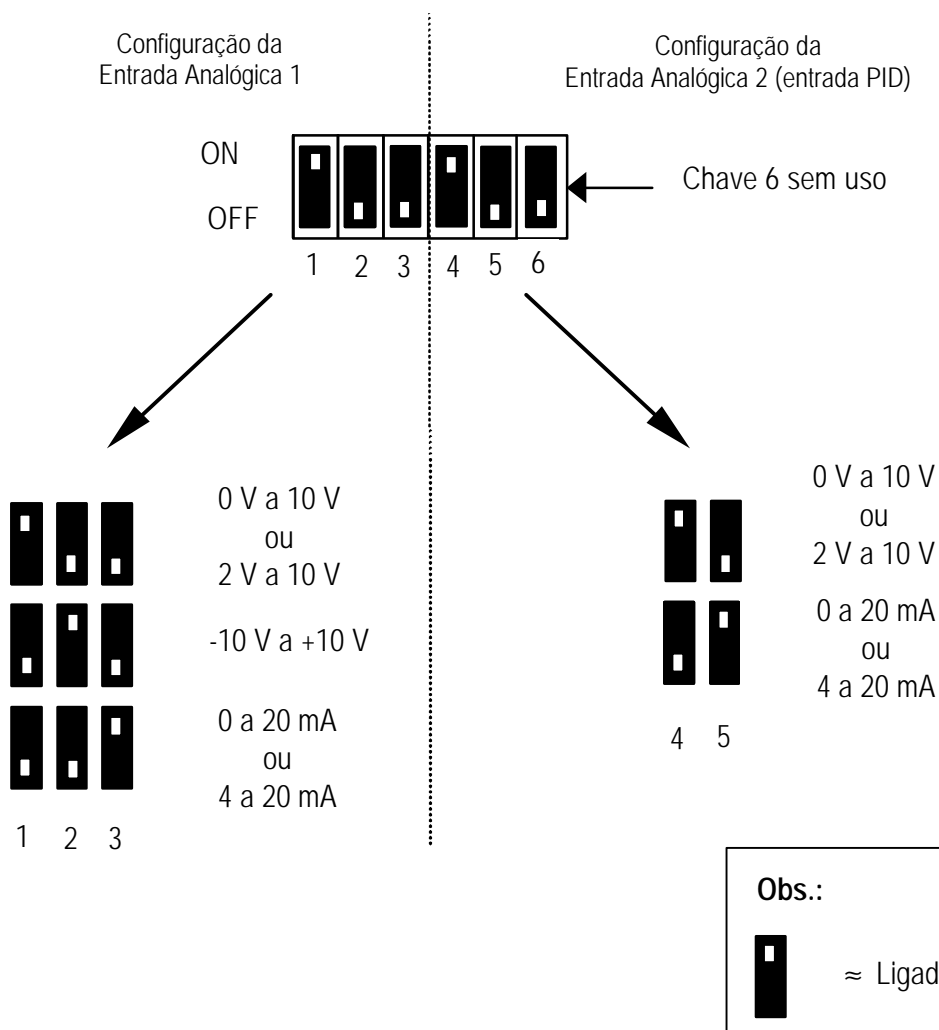 Configuração da
Entrada Analógica 1
Configuração da
Entrada Analógica 2 (entrada PID)
ON
OFF
Chave 6 sem uso
1 2 3 4 5 6
0 V a 10 V
ou
2 V a 10 V
-10 V a +10 V
0 a 20 mA
ou
4 a 20 mA
1 2 3
0 V a 10 V
ou
2 V a 10 V
0 a 20 mA
ou
4 a 20 mA
4 5
Obs.:
≈ Ligad